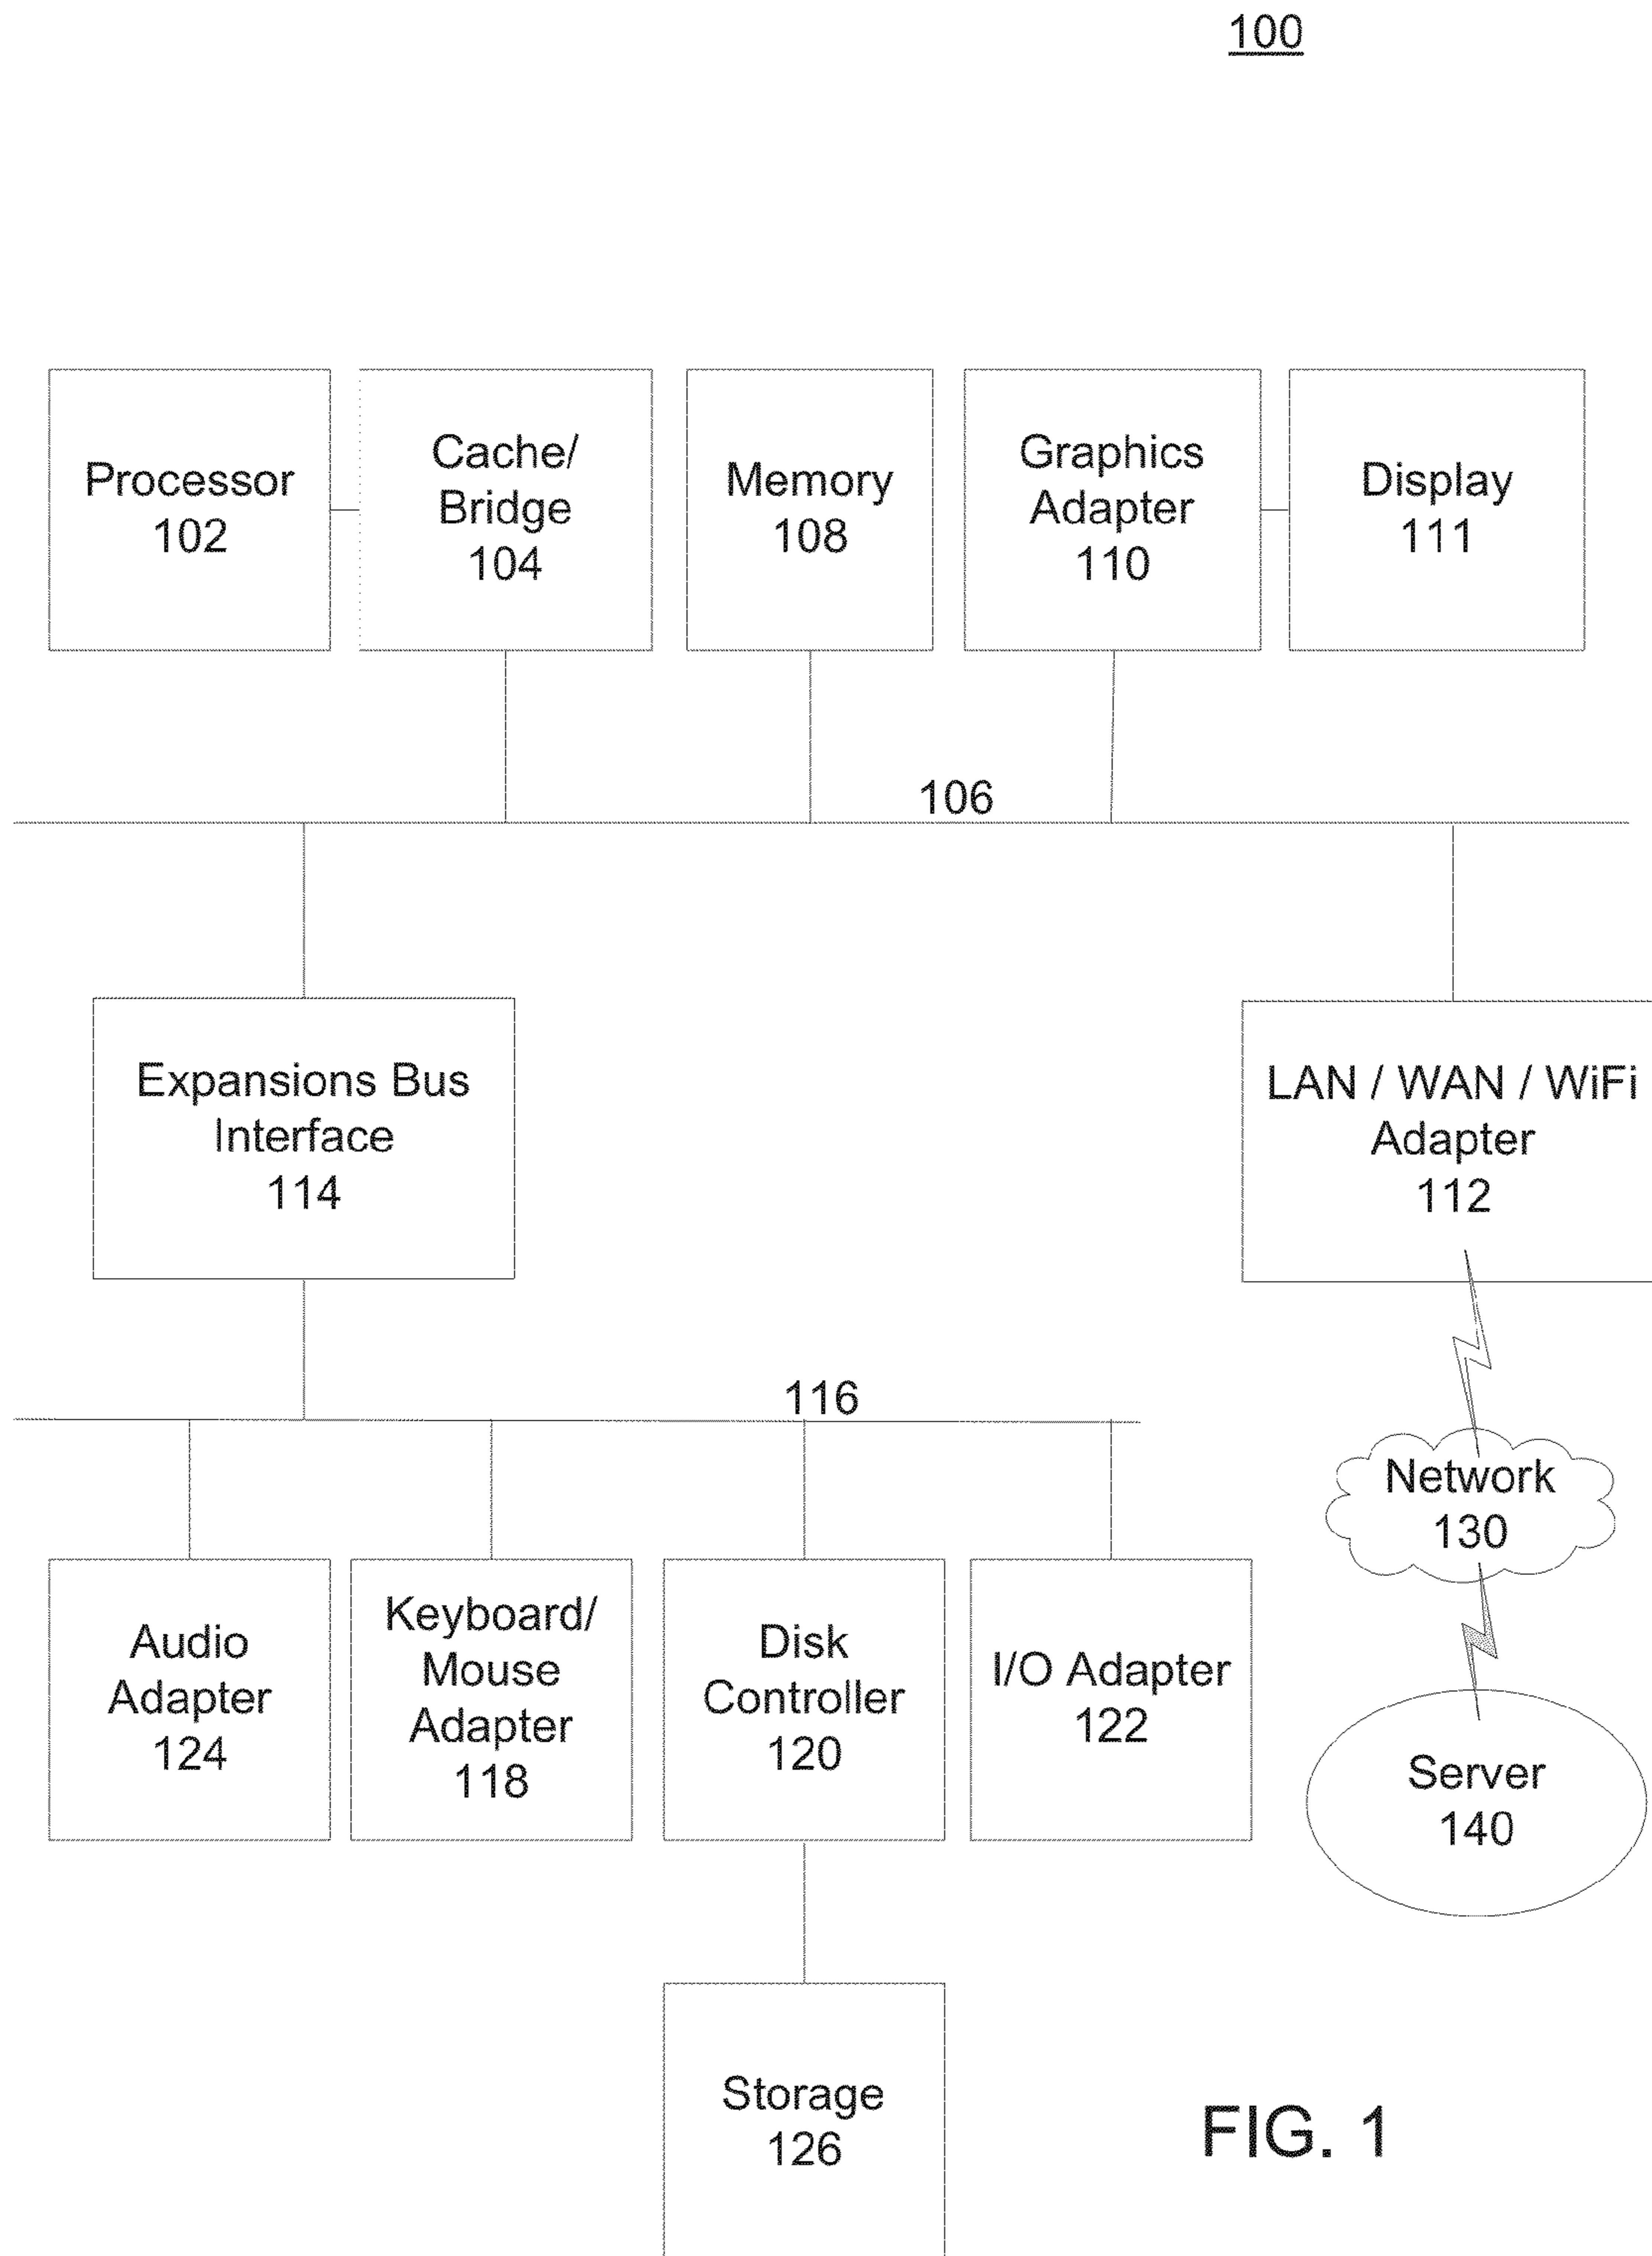 100
Processor
102
Cache/
Bridge
104
Memory
108
Graphics
Adapter
110
Display
111
106
Expansions Bus
Interface
114
LAN / WAN / WiFi
Adapter
112
116
Network
130
Audio
Adapter
124
Keyboard/
Mouse
Adapter
118
Disk
Controller
120
I/O Adapter
122
Server
140
Storage
126
FIG. 1